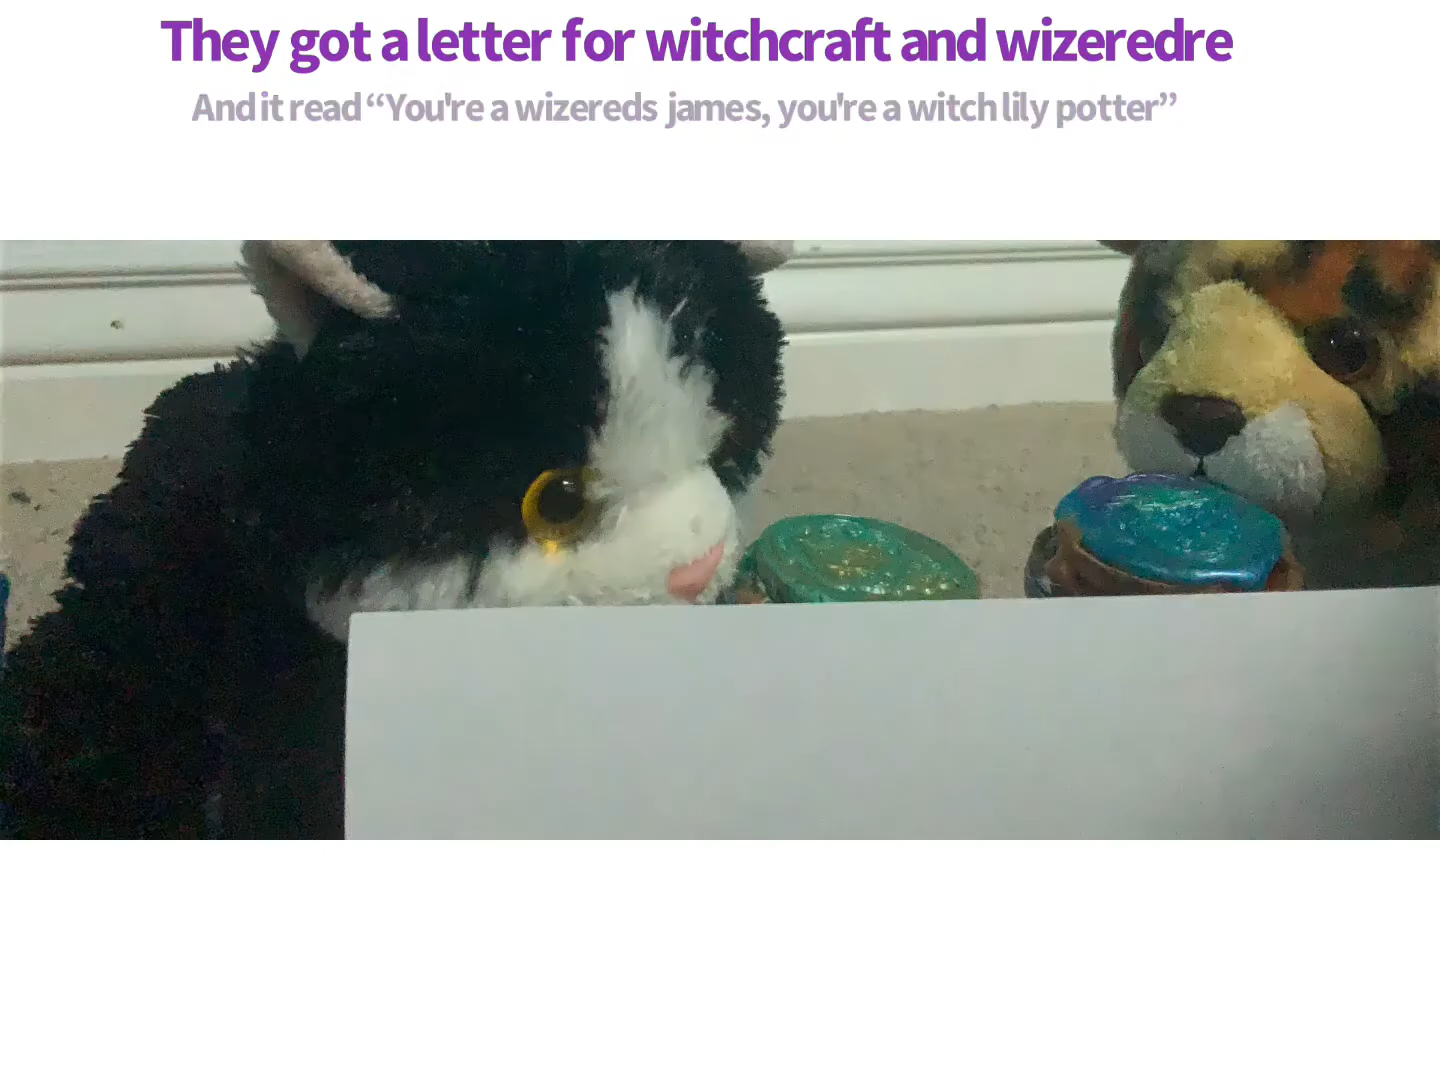 They got a letter for witchcraft and wizeredre
And it read “You're a wizereds james, you're a witch lily potter”